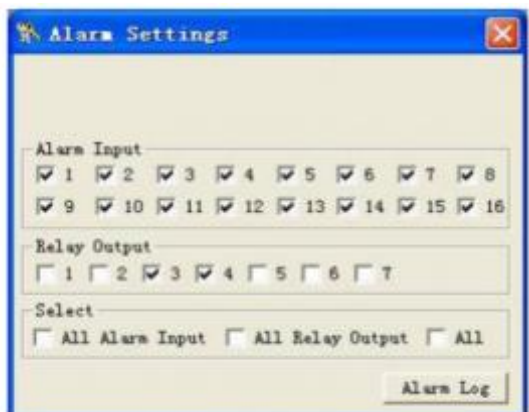 Alarm Settings
Alarm Input
1 2 3 4 5 6 7 8
9 10 11 12 13 14 15 16
Relay Output
1 2 3 4 5 6 7
Select
All Alarm Input All Relay Output All
Alarm Log